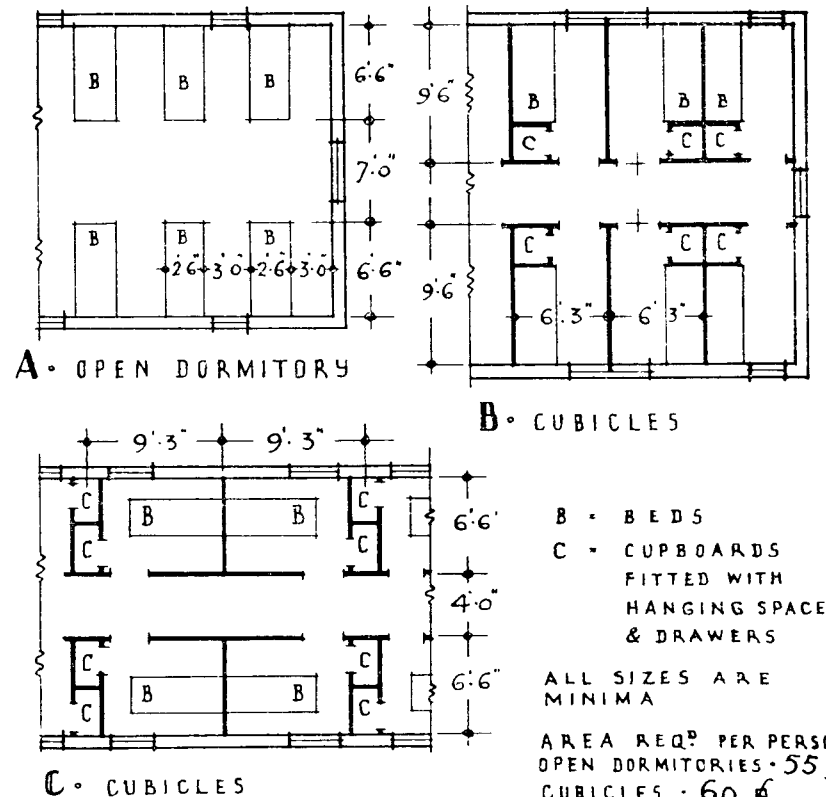 B B B
6'.6"
7'.0"
B B B
2'.6" 3'.0" 2'.6" 3'.0"
6'.6"
A. OPEN DORMITORY
9'.6"
B B B
C C C
C C C
9'.6"
6'.3" 6'.3"
B. CUBICLES
9'.3" 9'.3"
C B B C
C C
6'.6"
4'.0"
C C
C B B C
6'.6"
C. CUBICLES
B = BEDS
C = CUPBOARDS
FITTED WITH
HANGING SPACE
& DRAWERS
ALL SIZES ARE
MINIMA
AREA REQD. PER
OPEN DORMITORIES. 55
CUBICLES. 60